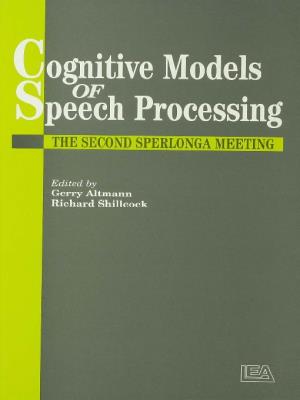 Cognitive Models
OF
Speech Processing
THE SECOND SPERLONGA MEETING
Edited by
Gerry Altmann
Richard Shillcock
LEA